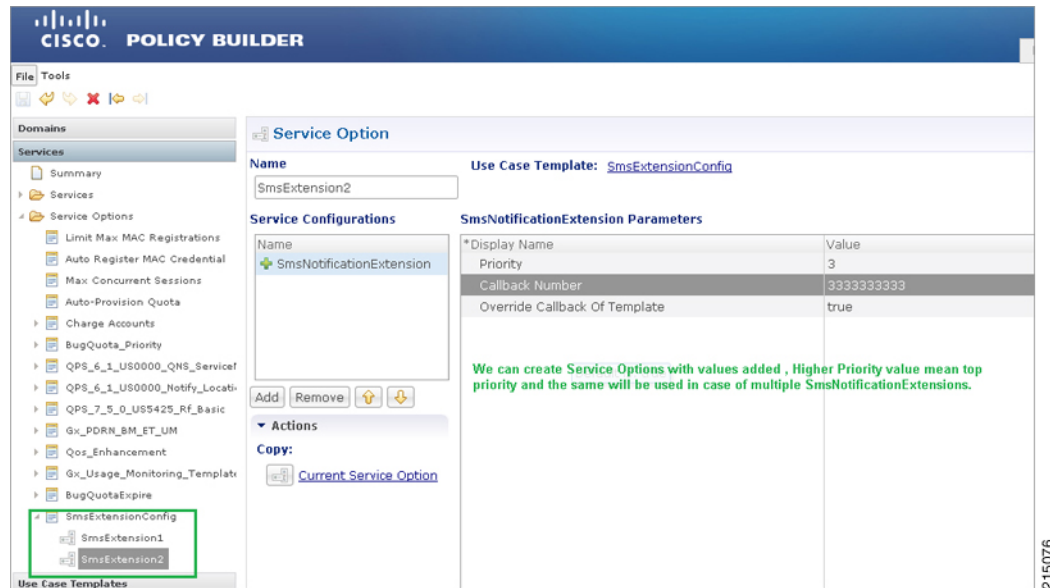 CISCO. POLICY BUILDER
File Tools
Domains
Services
Summary
Services
Service Options
Limit Max MAC Registrations
Auto Register MAC Credential
Max Concurrent Sessions
Auto-Provision Quota
Charge Accounts
BugQuota_Priority
QPS_6_1_US0000_QNS_Service
QPS_6_1_US0000_Notify_Locati
QPS_7_5_0_US5425_Rf_Basic
Gx_PDRN_BM_ET_UM
Qos_Enhancement
Gx_Usage_Monitoring_Template
BugQuotaExpire
SmsExtensionConfig
SmsExtension1
SmsExtension2
Use Case Templates
Service Option
Name
SmsExtension2
Use Case Template: SmsExtensionConfig
Service Configurations
Name
SmsNotificationExtension
Add Remove
Actions
Copy:
Current Service Option
SmsNotificationExtension Parameters
*Display Name Value
Priority 3
Callback Number 3333333333
Override Callback Of Template true
We can create Service Options with values added , Higher Priority value mean top
priority and the same will be used in case of multiple SmsNotificationExtensions.